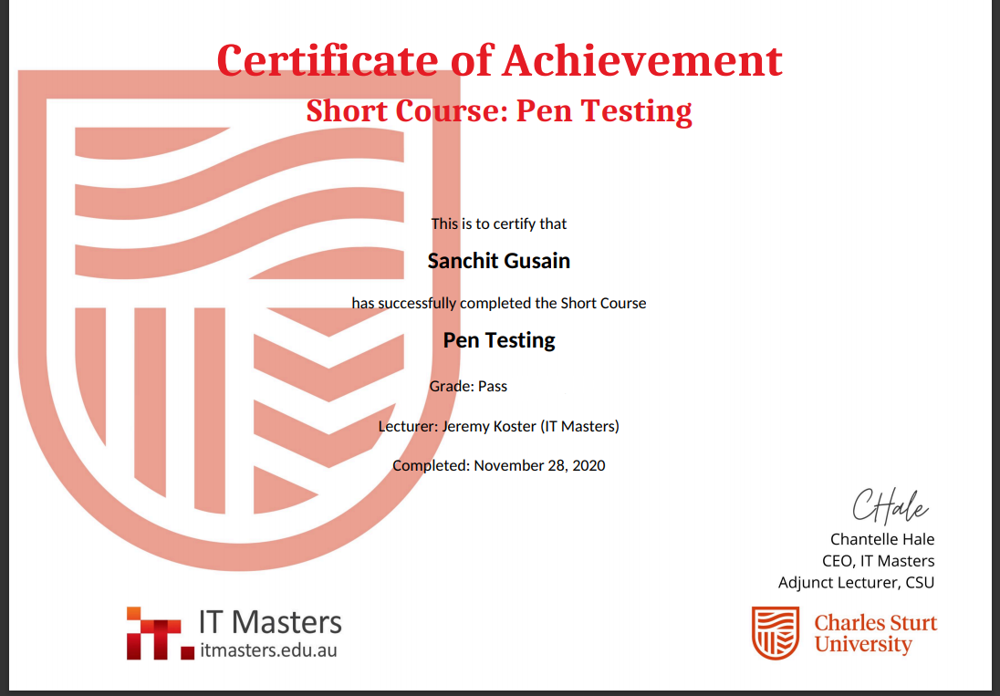 Certificate of Achievement
Short Course: Pen Testing
This is to certify that
Sanchit Gusain
has successfully completed the Short Course
Pen Testing
Grade: Pass
Lecturer: Jeremy Koster (IT Masters)
Completed: November 28, 2020
CHale
Chantelle Hale
CEO, IT Masters
Adjunct Lecturer, CSU
IT Masters
itmasters.edu.au
Charles Sturt
University